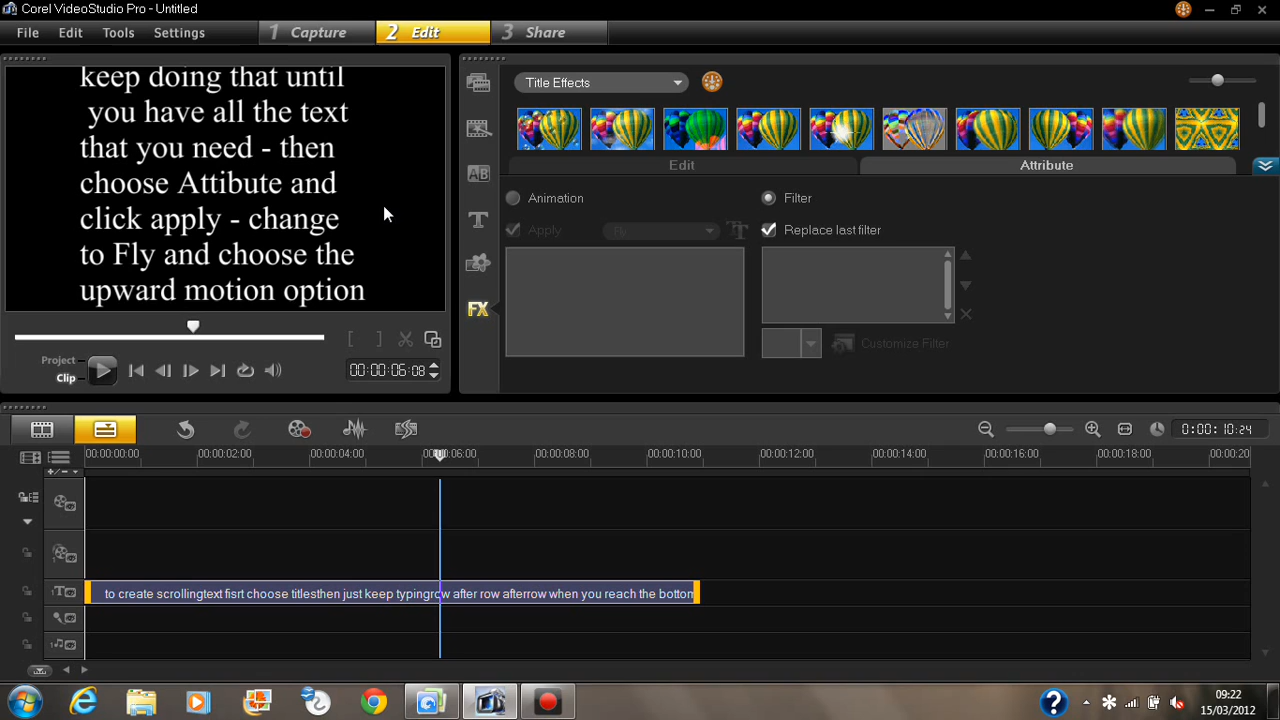 Corel VideoStudio Pro - Untitled
File Edit Tools Settings 1 Capture 2 Edit 3 Share
keep doing that until
you have all the text
that you need - then
choose Attibute and
click apply - change
to Fly and choose the
upward motion option
Title Effects
Edit Attribute
Animation Filter
Apply Fly Replace last filter
Customize Filter
AB
T
FX
Project
Clip
00:00:06:08
0:00:10:24
00:00:00:00 00:00:02:00 00:00:04:00 00:00:06:00 00:00:08:00 00:00:10:00 00:00:12:00 00:00:14:00 00:00:16:00 00:00:18:00 00:00:20
to create scrollingtext fisrt choose titlesthen just keep typingrow after row afterrow when you reach the bottom
09:22
15/03/2012